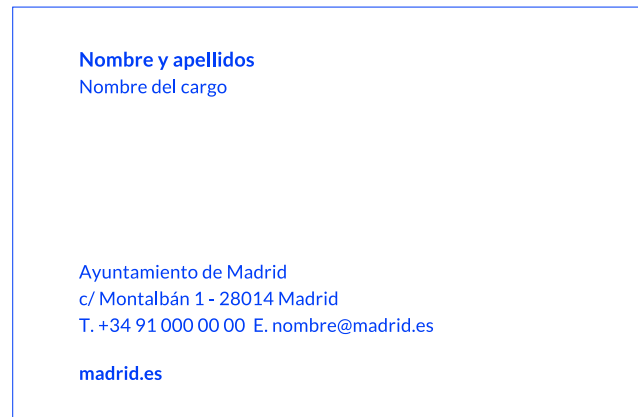 Nombre y apellidos
Nombre del cargo
Ayuntamiento de Madrid
c/ Montalbán 1 - 28014 Madrid
T. +34 91 000 00 00 E. nombre@madrid.es
madrid.es